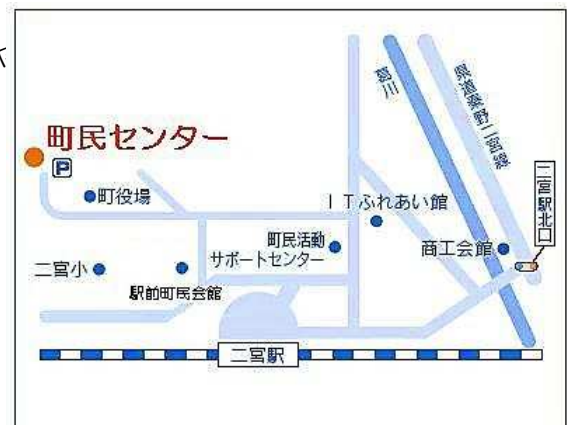 町民センター
P
町役場
二宮小
駅前町民会館
町民活動
サポートセンター
ITふれあい館
商工会館
葛川
県道秦野二宮線
二宮駅北口
二宮駅